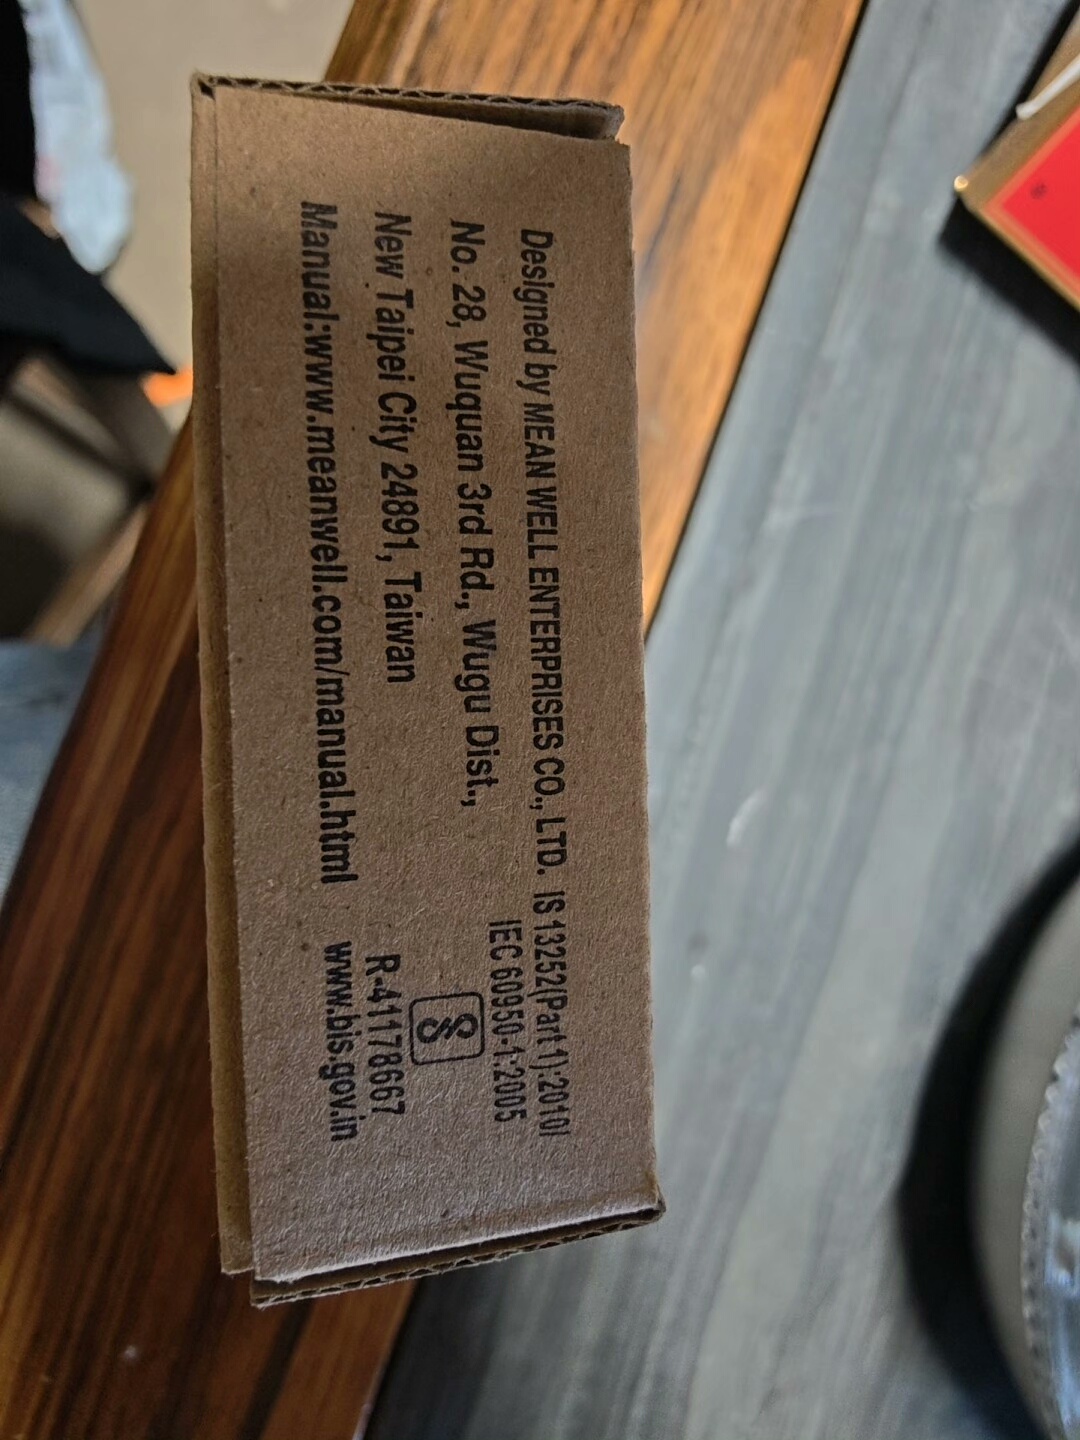 Designed by MEAN WELL ENTERPRISES CO., LTD.
No. 28, Wuquan 3rd Rd., Wugu Dist.,
New Taipei City 24891, Taiwan
Manual:www.meanwell.com/manual.html
IS 13252(Part 1):2010/
IEC 60950-1:2005
R-41178667
www.bis.gov.in